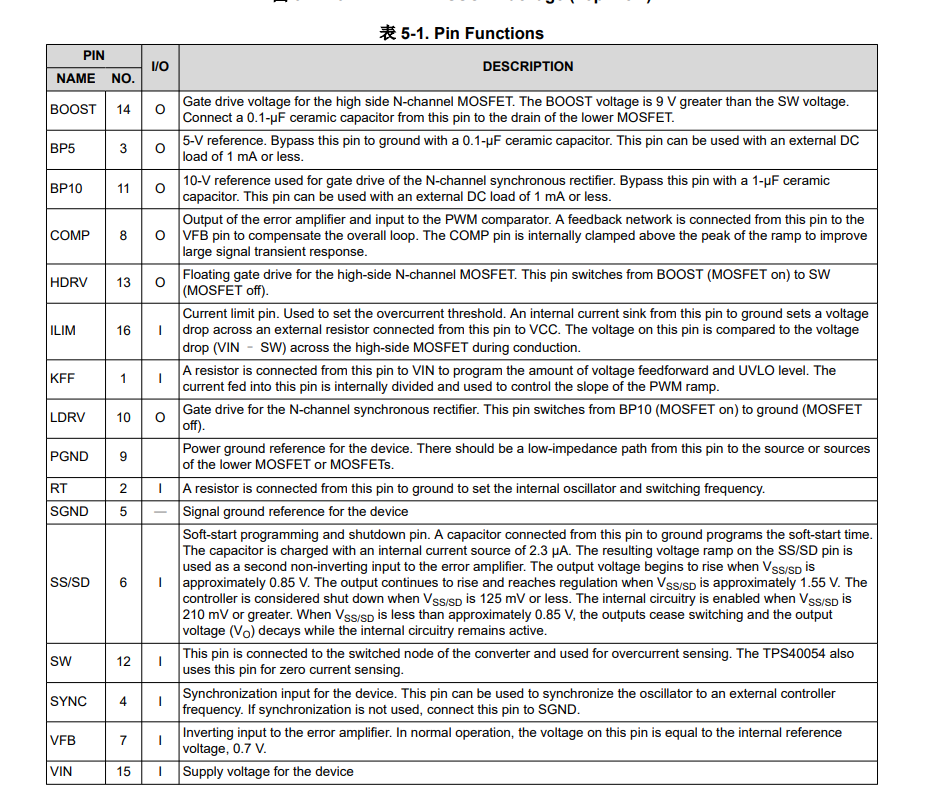 表 5-1. Pin Functions
PIN
I/O
DESCRIPTION
NAME NO.
BOOST 14 O Gate drive voltage for the high side N-channel MOSFET. The BOOST voltage is 9 V greater than the SW voltage.
Connect a 0.1-µF ceramic capacitor from this pin to the drain of the lower MOSFET.
BP5 3 O 5-V reference. Bypass this pin to ground with a 0.1-µF ceramic capacitor. This pin can be used with an external DC
load of 1 mA or less.
BP10 11 O 10-V reference used for gate drive of the N-channel synchronous rectifier. Bypass this pin with a 1-µF ceramic
capacitor. This pin can be used with an external DC load of 1 mA or less.
COMP 8 O Output of the error amplifier and input to the PWM comparator. A feedback network is connected from this pin to the
VFB pin to compensate the overall loop. The COMP pin is internally clamped above the peak of the ramp to improve
large signal transient response.
HDRV 13 O Floating gate drive for the high-side N-channel MOSFET. This pin switches from BOOST (MOSFET on) to SW
(MOSFET off).
ILIM 16 I Current limit pin. Used to set the overcurrent threshold. An internal current sink from this pin to ground sets a voltage
drop across an external resistor connected from this pin to VCC. The voltage on this pin is compared to the voltage
drop (VIN – SW) across the high-side MOSFET during conduction.
KFF 1 I A resistor is connected from this pin to VIN to program the amount of voltage feedforward and UVLO level. The
current fed into this pin is internally divided and used to control the slope of the PWM ramp.
LDRV 10 O Gate drive for the N-channel synchronous rectifier. This pin switches from BP10 (MOSFET on) to ground (MOSFET
off).
PGND 9 Power ground reference for the device. There should be a low-impedance path from this pin to the source or sources
of the lower MOSFET or MOSFETs.
RT 2 I A resistor is connected from this pin to ground to set the internal oscillator and switching frequency.
SGND 5 — Signal ground reference for the device
SS/SD 6 I Soft-start programming and shutdown pin. A capacitor connected from this pin to ground programs the soft-start time.
The capacitor is charged with an internal current source of 2.3 µA. The resulting voltage ramp on the SS/SD pin is
used as a second non-inverting input to the error amplifier. The output voltage begins to rise when VSS/SD is
approximately 0.85 V. The output continues to rise and reaches regulation when VSS/SD is approximately 1.55 V. The
controller is considered shut down when VSS/SD is 125 mV or less. The internal circuitry is enabled when VSS/SD is
210 mV or greater. When VSS/SD is less than approximately 0.85 V, the outputs cease switching and the output
voltage (VO) decays while the internal circuitry remains active.
SW 12 I This pin is connected to the switched node of the converter and used for overcurrent sensing. The TPS40054 also
uses this pin for zero current sensing.
SYNC 4 I Synchronization input for the device. This pin can be used to synchronize the oscillator to an external controller
frequency. If synchronization is not used, connect this pin to SGND.
VFB 7 I Inverting input to the error amplifier. In normal operation, the voltage on this pin is equal to the internal reference
voltage, 0.7 V.
VIN 15 I Supply voltage for the device